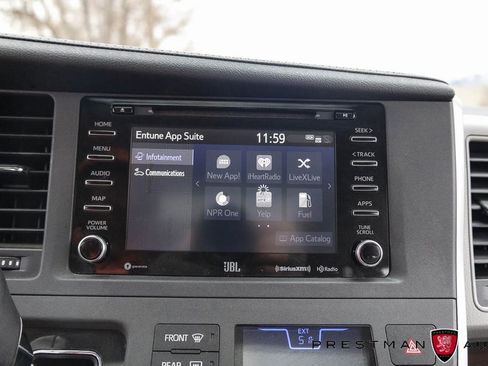 HOME
MENU
AUDIO
MAP
POWER
VOLUME
Entune App Suite
11:59
Infotainment
Communications
New App!
iHeartRadio
LiveXLive
NPR One
Yelp
Fuel
App Catalog
SEEK >
< TRACK
PHONE
APPS
TUNE
SCROLL
JBL
SiriusXM
HD Radio
FRONT
REAR
EXT
PRESTMAN AU